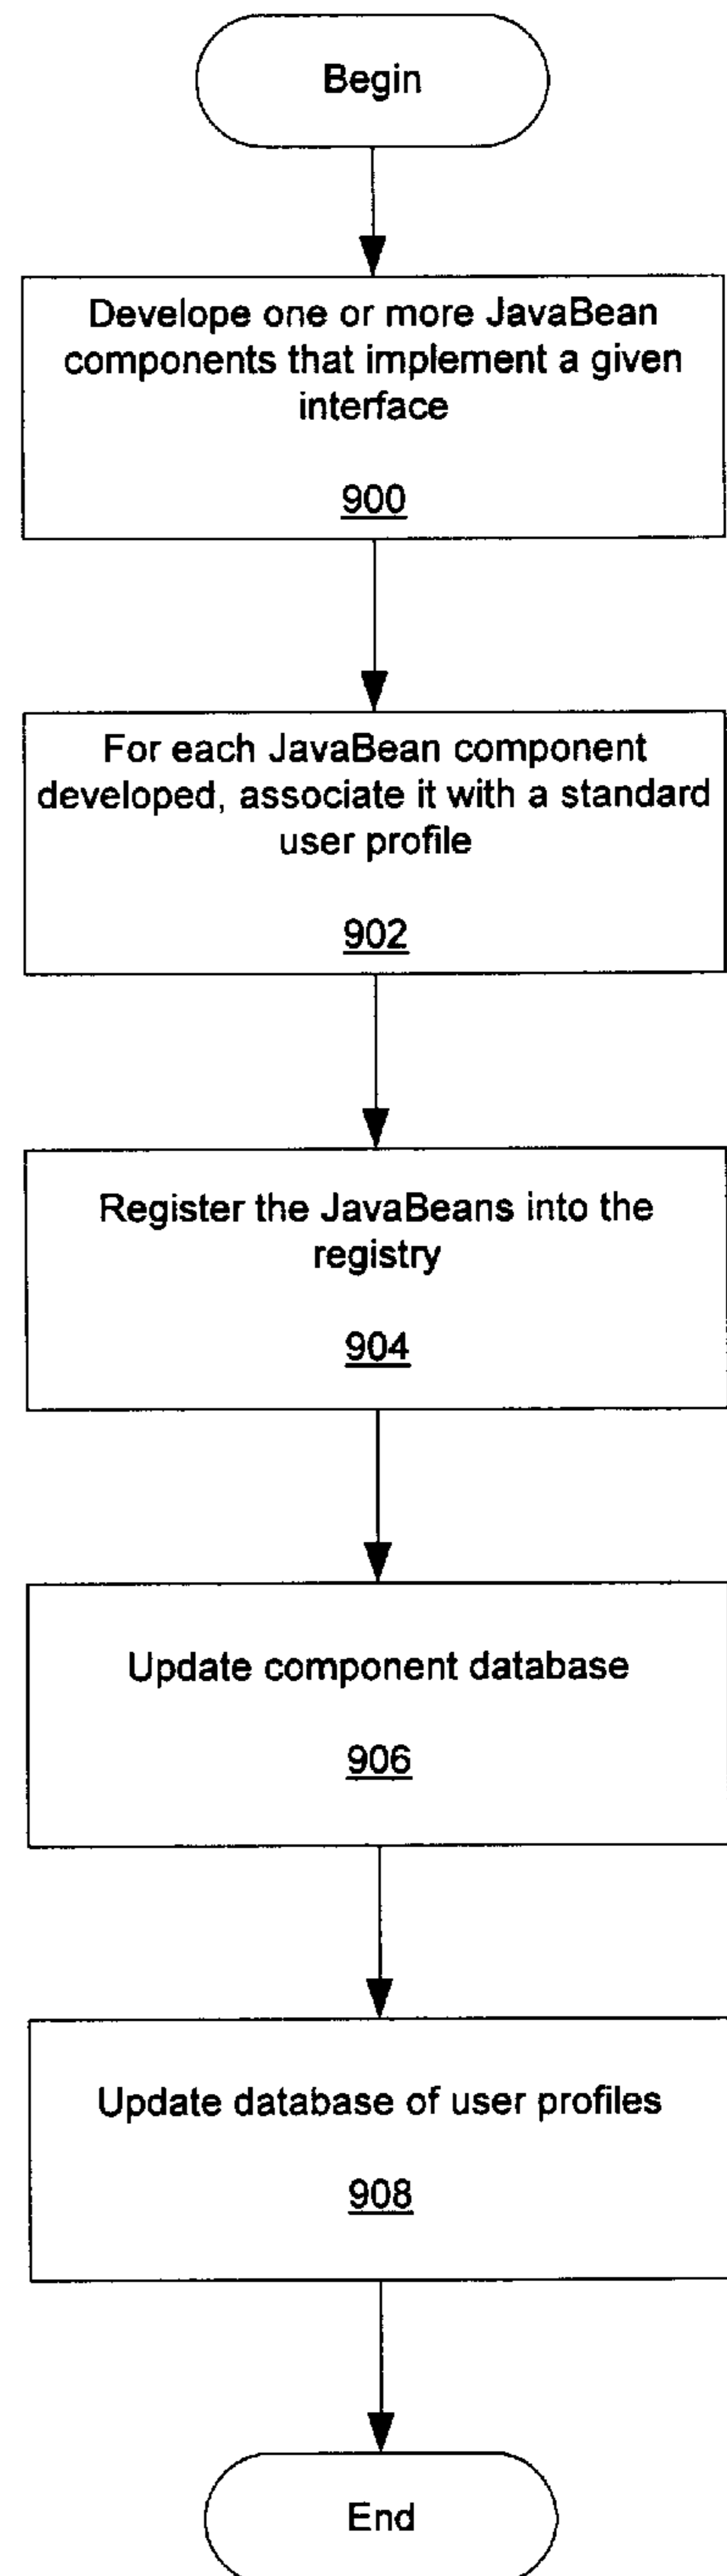 Begin
Develope one or more JavaBean
components that implement a given
interface
900
For each JavaBean component
developed, associate it with a standard
user profile
902
Register the JavaBeans into the
registry
904
Update component database
906
Update database of user profiles
908
End